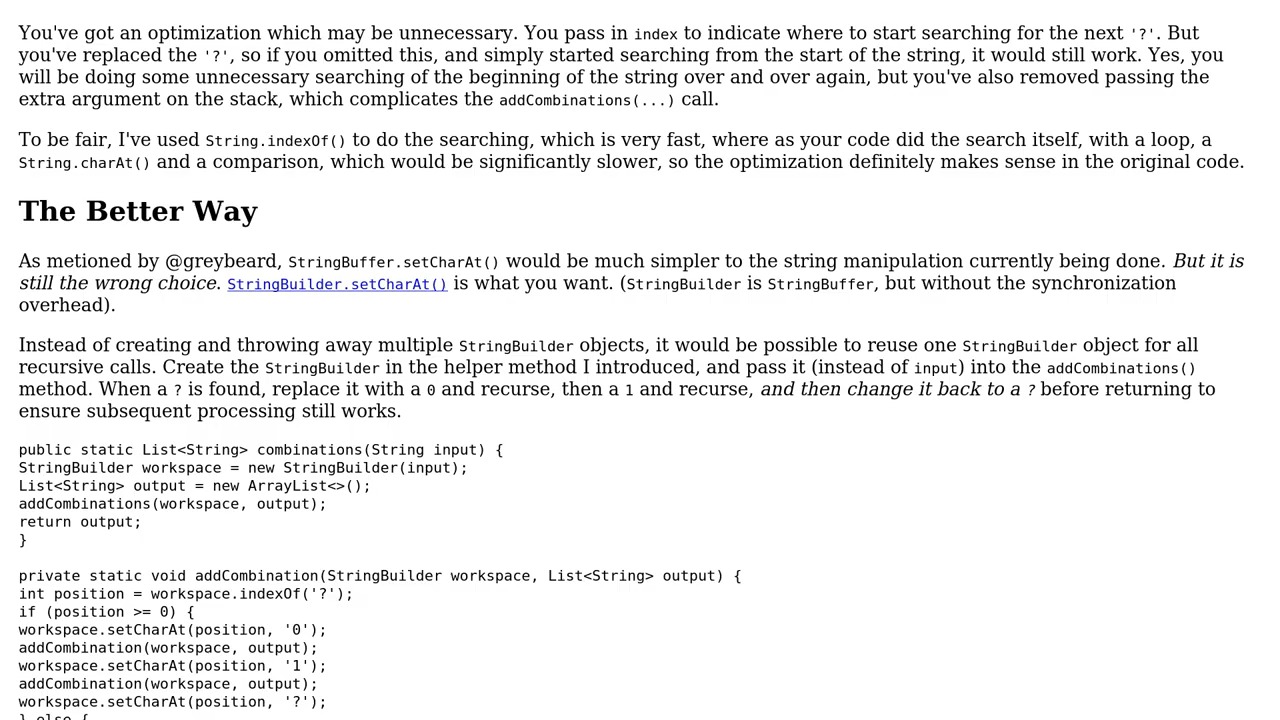 You've got an optimization which may be unnecessary. You pass in index to indicate where to start searching for the next '?'. But
you've replaced the '?', so if you omitted this, and simply started searching from the start of the string, it would still work. Yes, you
will be doing some unnecessary searching of the beginning of the string over and over again, but you've also removed passing the
extra argument on the stack, which complicates the addCombinations(...) call.
To be fair, I've used String.indexOf() to do the searching, which is very fast, where as your code did the search itself, with a loop, a
String.charAt() and a comparison, which would be significantly slower, so the optimization definitely makes sense in the original code.
The Better Way
As metioned by @greybeard, StringBuffer.setCharAt() would be much simpler to the string manipulation currently being done. But it is
still the wrong choice. StringBuilder.setCharAt() is what you want. (StringBuilder is StringBuffer, but without the synchronization
overhead).
Instead of creating and throwing away multiple StringBuilder objects, it would be possible to reuse one StringBuilder object for all
recursive calls. Create the StringBuilder in the helper method I introduced, and pass it (instead of input) into the addCombinations()
method. When a ? is found, replace it with a 0 and recurse, then a 1 and recurse, and then change it back to a ? before returning to
ensure subsequent processing still works.
public static List<String> combinations(String input) {
StringBuilder workspace = new StringBuilder(input);
List<String> output = new ArrayList<>();
addCombinations(workspace, output);
return output;
}
private static void addCombination(StringBuilder workspace, List<String> output) {
int position = workspace.indexOf('?');
if (position >= 0) {
workspace.setCharAt(position, '0');
addCombination(workspace, output);
workspace.setCharAt(position, '1');
addCombination(workspace, output);
workspace.setCharAt(position, '?');
} else {